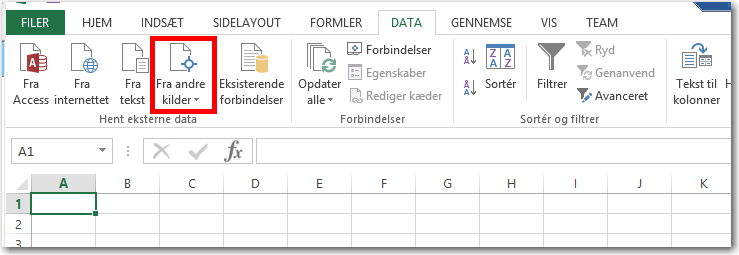 FILER HJEM INDSÆT SIDELAYOUT FORMLER DATA GENNEMSE VIS TEAM
Fra Access
Fra internettet
Fra tekst
Fra andre kilder
Eksisterende forbindelser
Hent eksterne data
Opdater alle
Forbindelser
Egenskaber
Rediger kæder
Forbindelser
A
Z
Z
A
Sortér
Filtrer
Ryd
Genanvend
Avanceret
Sortér og filtrer
Tekst til kolonner
H
A1
fx
A B C D E F G H I J K
1
2
3